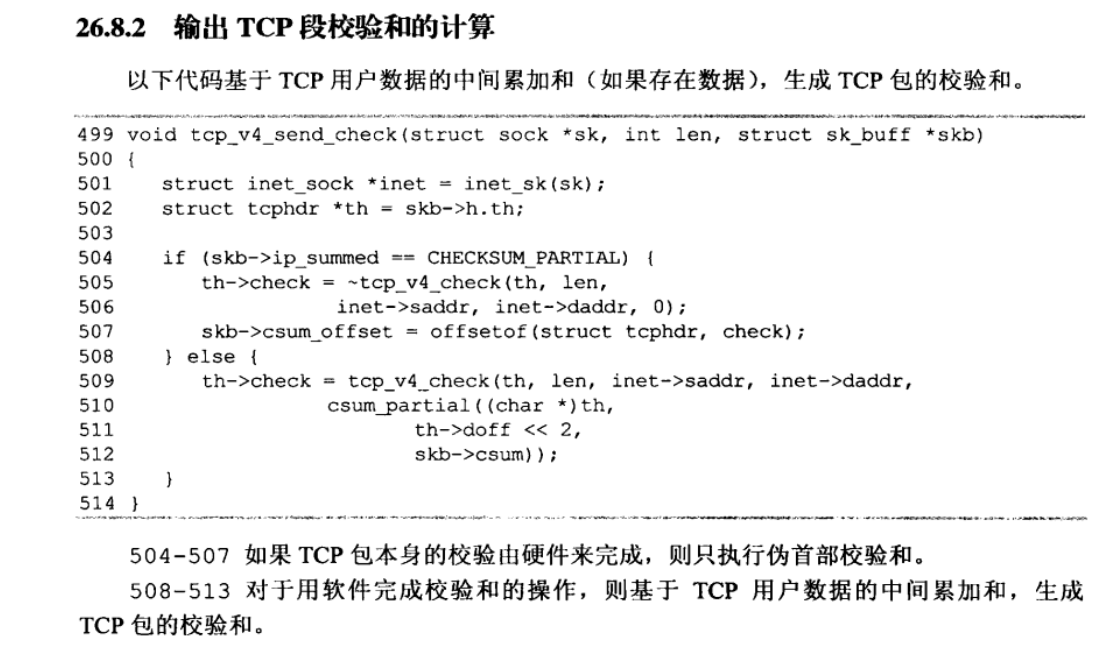 26.8.2 输出 TCP 段校验和的计算
以下代码基于 TCP 用户数据的中间累加和（如果存在数据），生成 TCP 包的校验和。
499 void tcp_v4_send_check(struct sock *sk, int len, struct sk_buff *skb)
500 {
501 struct inet_sock *inet = inet_sk(sk);
502 struct tcphdr *th = skb->h.th;
503
504 if (skb->ip_summed == CHECKSUM_PARTIAL) {
505 th->check = ~tcp_v4_check(th, len,
506 inet->saddr, inet->daddr, 0);
507 skb->csum_offset = offsetof(struct tcphdr, check);
508 } else {
509 th->check = tcp_v4_check(th, len, inet->saddr, inet->daddr,
510 csum_partial((char *)th,
511 th->doff << 2,
512 skb->csum));
513 }
514 }
504-507 如果 TCP 包本身的校验由硬件来完成，则只执行伪首部校验和。
508-513 对于用软件完成校验和的操作，则基于 TCP 用户数据的中间累加和，生成
TCP 包的校验和。